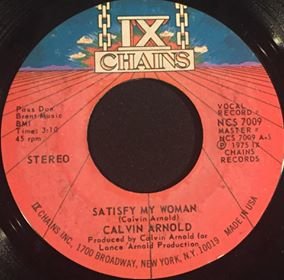 IX
CHAINS
Pass Due
Brent Music
BMI
Time: 3:10
45 rpm
STEREO
VOCAL
RECORD #
NCS 7009
MASTER #
NCS 7009 A-S
℗ 1975 IX
CHAINS
RECORDS
SATISFY MY WOMAN
(Calvin Arnold)
CALVIN ARNOLD
Produced by Calvin Arnold for
Lance Arnold Production
IX CHAINS INC, 1700 BROADWAY, NEW YORK, N.Y. 10019
MADE IN USA